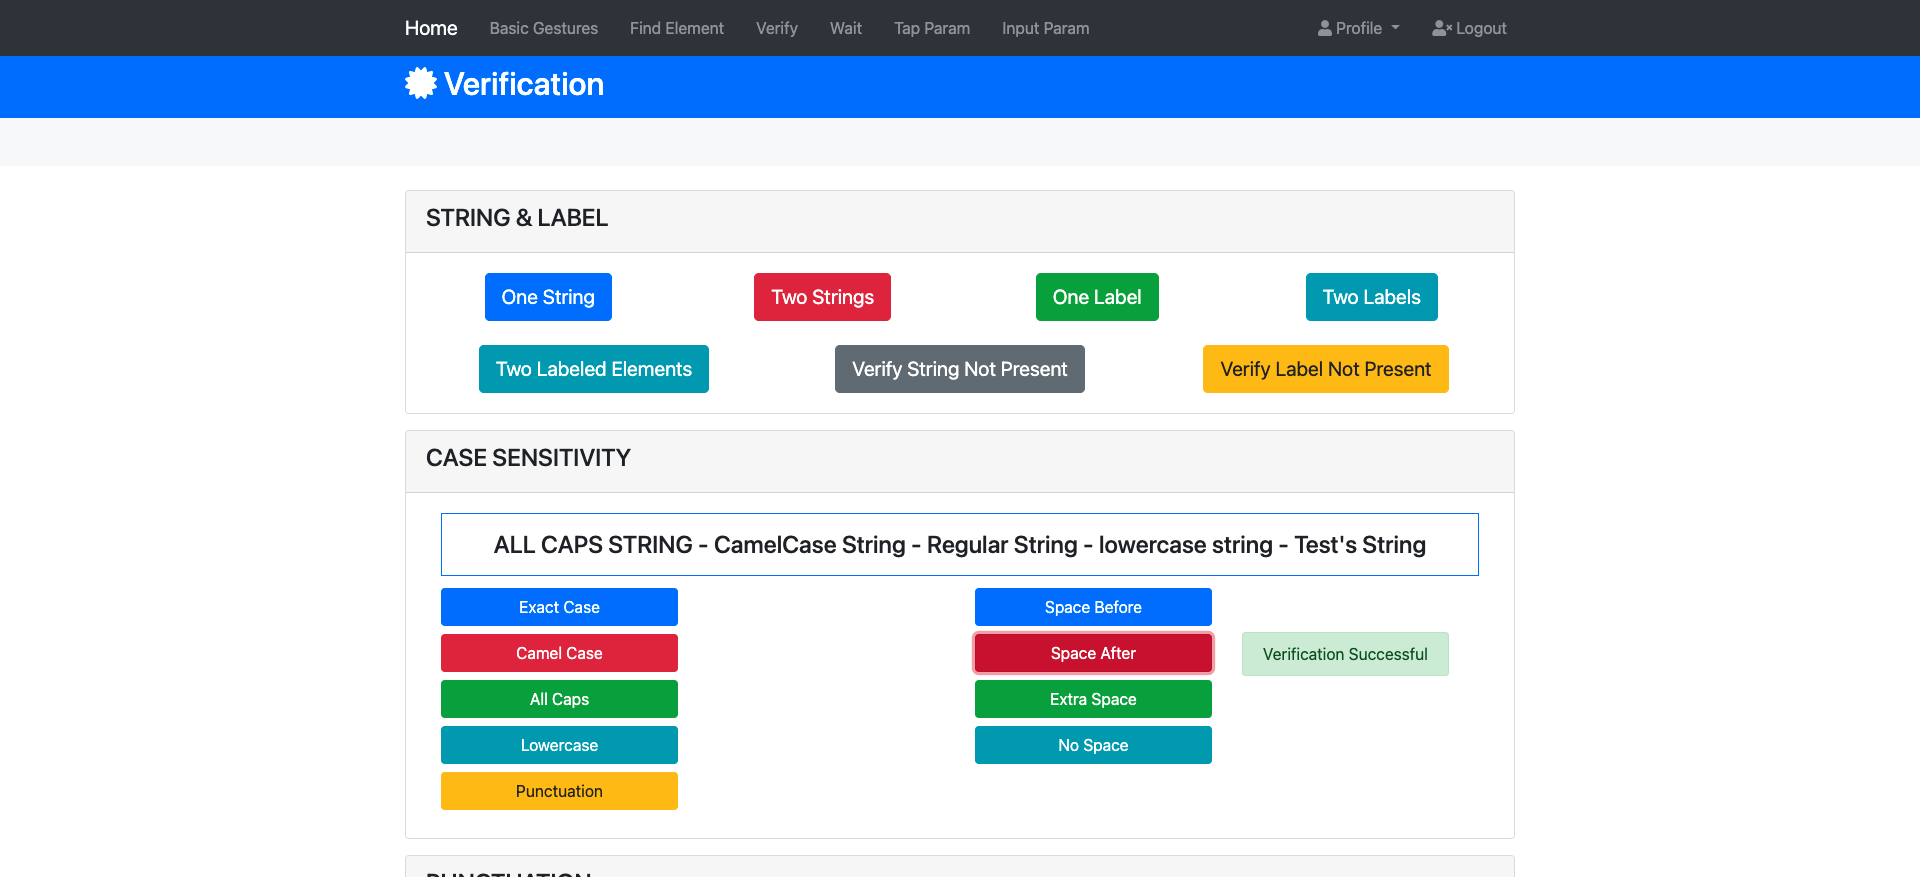 Home Basic Gestures Find Element Verify Wait Tap Param Input Param Profile Logout
Verification
STRING & LABEL
One String Two Strings One Label Two Labels
Two Labeled Elements Verify String Not Present Verify Label Not Present
CASE SENSITIVITY
ALL CAPS STRING - CamelCase String - Regular String - lowercase string - Test's String
Exact Case Space Before
Camel Case Space After Verification Successful
All Caps Extra Space
Lowercase No Space
Punctuation
PUNCTUATION